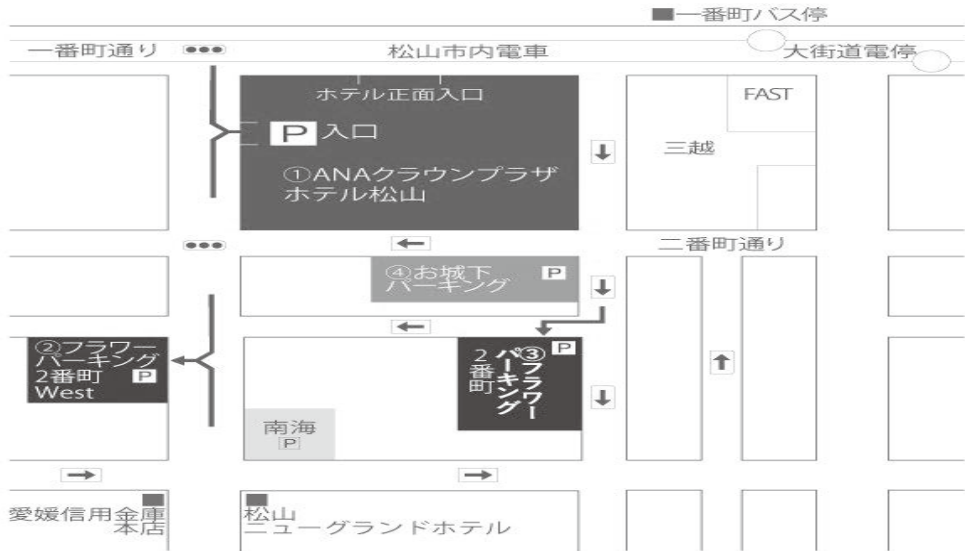 ■一番町バス停
一番町通り
松山市内電車
大街道電停
ホテル正面入口
P 入口
①ANAクラウンプラザ
ホテル松山
FAST
三越
二番町通り
④お城下
パーキング
P
②フラワー
パーキング
2番町
West
P
③フラワー
パーキング
2番町
P
南海
P
愛媛信用金庫
本店
松山
ニューグランドホテル